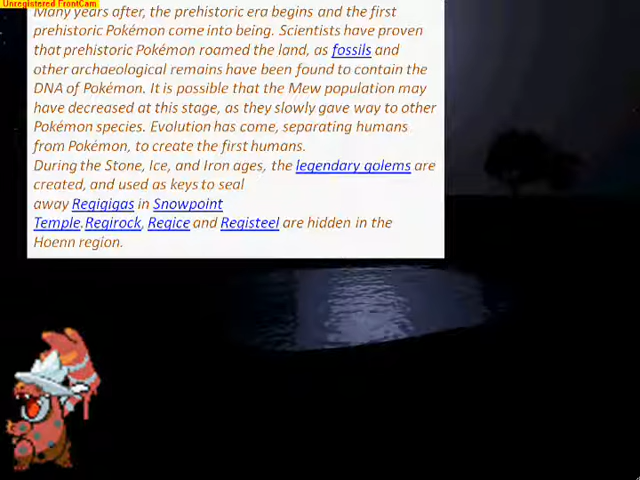 Unregistered FrontCam
Many years after, the prehistoric era begins and the first
prehistoric Pokémon come into being. Scientists have proven
that prehistoric Pokémon roamed the land, as fossils and
other archaeological remains have been found to contain the
DNA of Pokémon. It is possible that the Mew population may
have decreased at this stage, as they slowly gave way to other
Pokémon species. Evolution has come, separating humans
from Pokémon, to create the first humans.
During the Stone, Ice, and Iron ages, the legendary golems are
created, and used as keys to seal
away Regigigas in Snowpoint
Temple.Regirock, Regice and Registeel are hidden in the
Hoenn region.